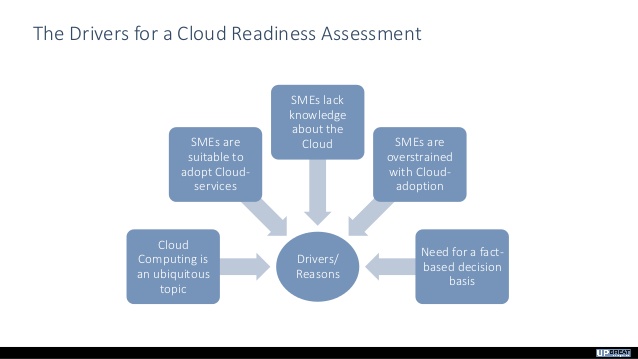 The Drivers for a Cloud Readiness Assessment
SMEs lack
knowledge
about the
Cloud
SMEs are
suitable to
adopt Cloud-
services
SMEs are
overstrained
with Cloud-
adoption
Cloud
Computing is
an ubiquitous
topic
Drivers/
Reasons
Need for a fact-
based decision
basis